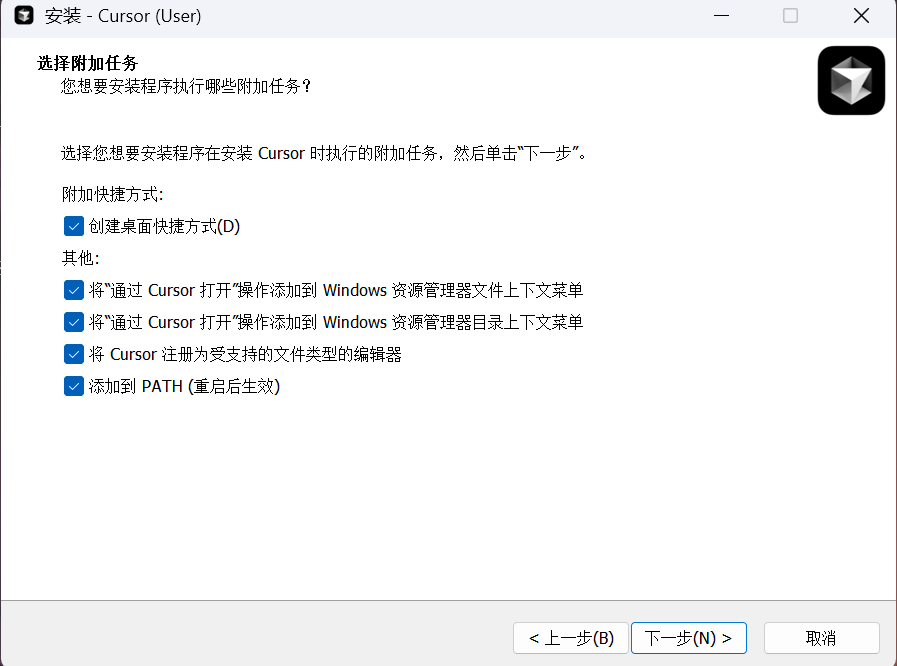 安装 - Cursor (User)
选择附加任务
您想要安装程序执行哪些附加任务？
选择您想要安装程序在安装 Cursor 时执行的附加任务，然后单击“下一步”。
附加快捷方式:
创建桌面快捷方式(D)
其他:
将“通过 Cursor 打开”操作添加到 Windows 资源管理器文件上下文菜单
将“通过 Cursor 打开”操作添加到 Windows 资源管理器目录上下文菜单
将 Cursor 注册为受支持的文件类型的编辑器
添加到 PATH (重启后生效)
< 上一步(B) 下一步(N) > 取消